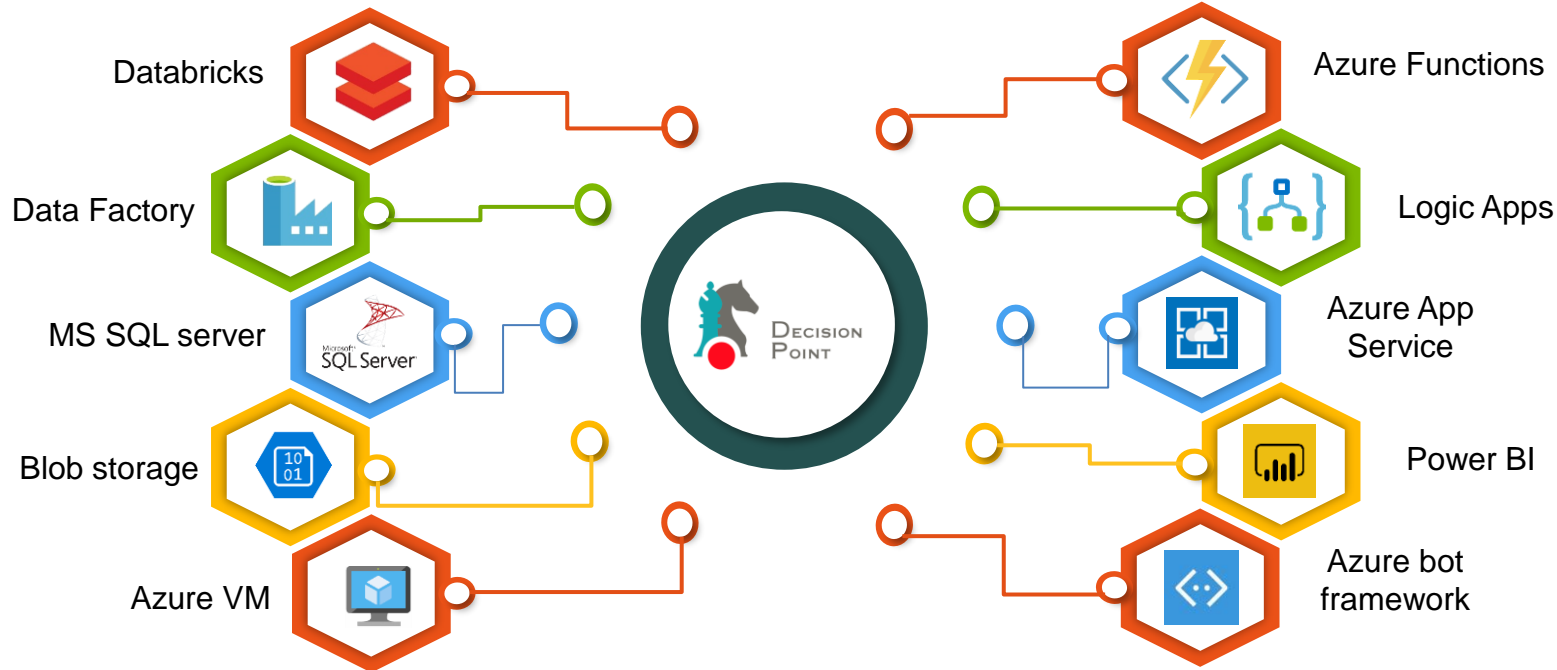 Databricks
Data Factory
MS SQL server
Microsoft
SQL Server
Blob storage
10
01
Azure VM
DECISION
POINT
Azure Functions
Logic Apps
Azure App
Service
Power BI
Azure bot
framework